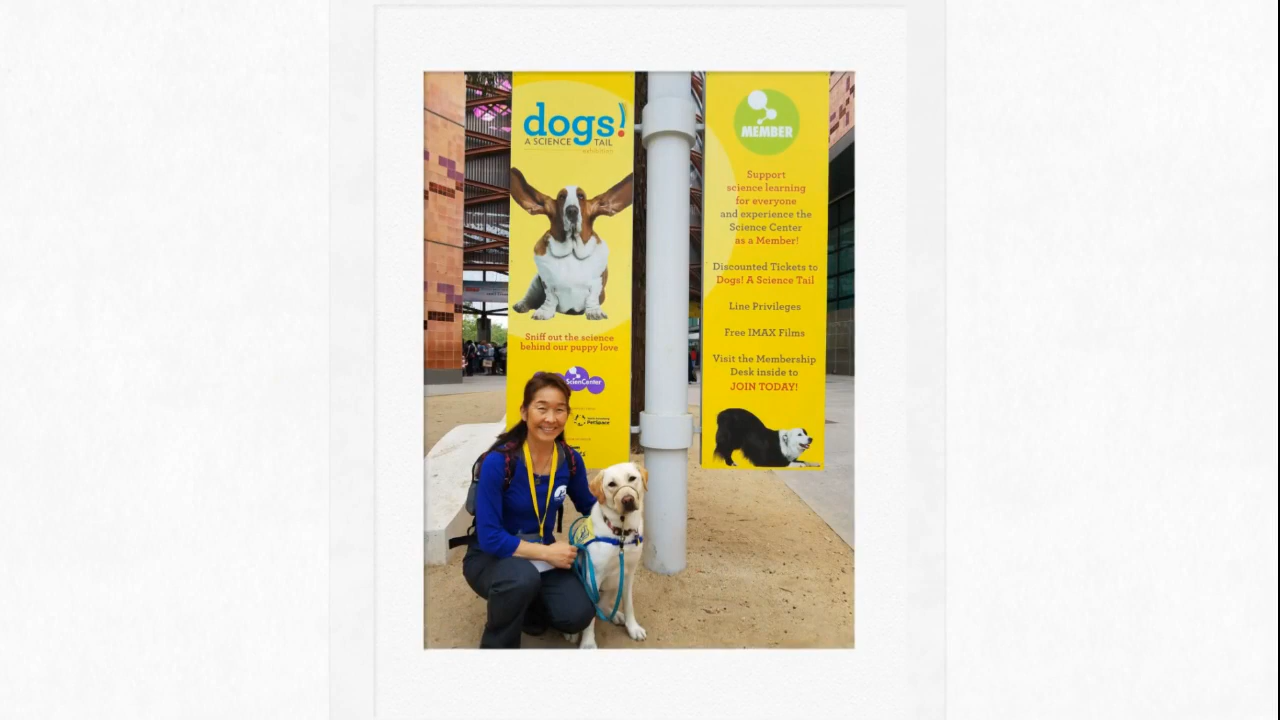 dogs!
A SCIENCE TAIL
exhibition
Sniff out the science
behind our puppy love
ScienCenter
PetSpace
MEMBER
Support
science learning
for everyone
and experience the
Science Center
as a Member!
Discounted Tickets to
Dogs! A Science Tail
Line Privileges
Free IMAX Films
Visit the Membership
Desk inside to
JOIN TODAY!